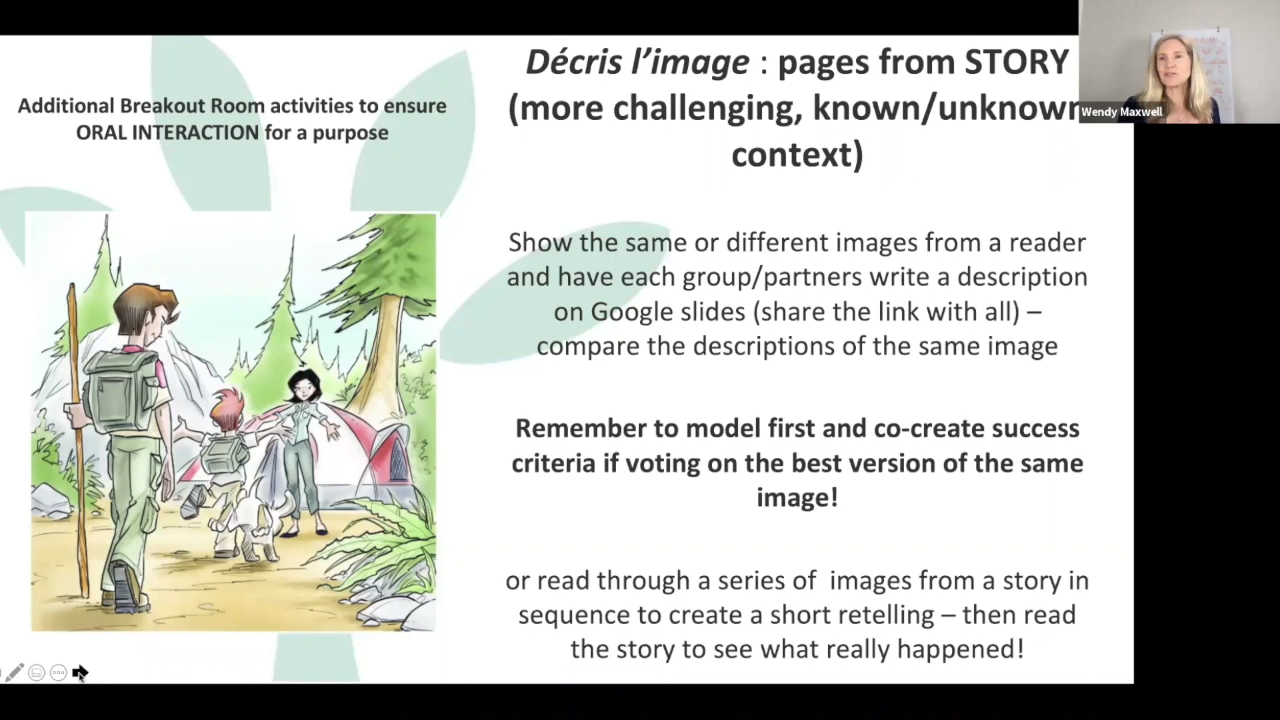 Additional Breakout Room activities to ensure
ORAL INTERACTION for a purpose
Décris l'image : pages from STORY
(more challenging, known/unknown
context)
Wendy Maxwell
Show the same or different images from a reader
and have each group/partners write a description
on Google slides (share the link with all) –
compare the descriptions of the same image
Remember to model first and co-create success
criteria if voting on the best version of the same
image!
or read through a series of  images from a story in
sequence to create a short retelling – then read
the story to see what really happened!